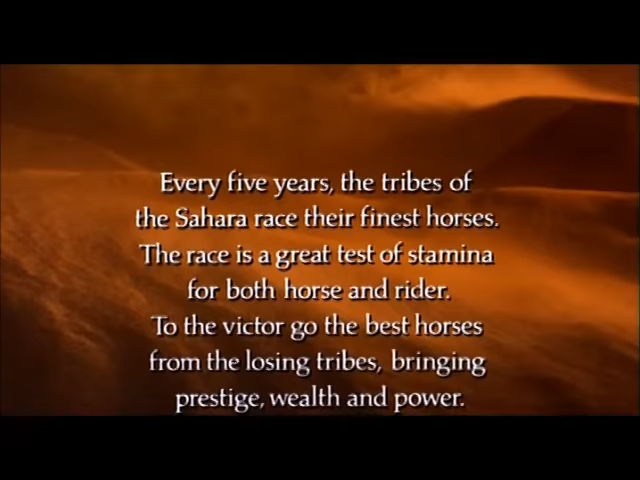 Every five years, the tribes of
the Sahara race their finest horses.
The race is a great test of stamina
for both horse and rider.
To the victor go the best horses
from the losing tribes, bringing
prestige, wealth and power.